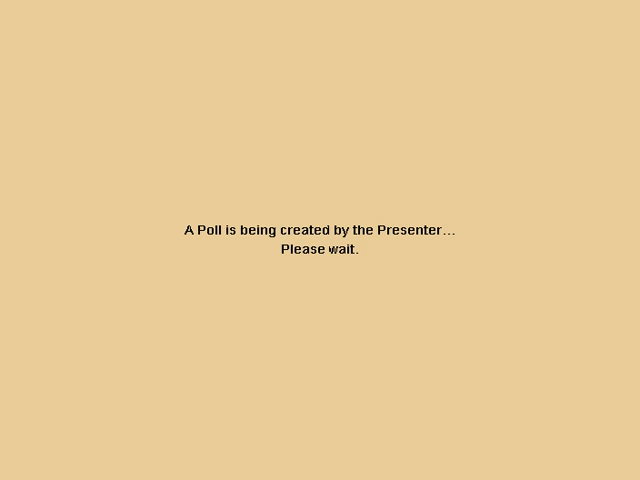 A Poll is being created by the Presenter...
Please wait.